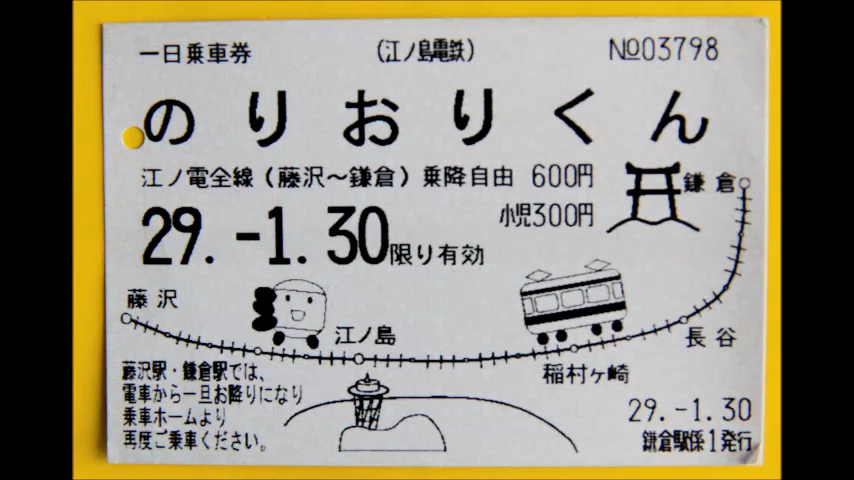 一日乗車券 (江ノ島電鉄) №03798
のりおりくん
江ノ電全線(藤沢~鎌倉)乗降自由 600円
小児300円
29.-1.30限り有効
鎌倉
藤沢
江ノ島
稲村ヶ崎
長谷
藤沢駅・鎌倉駅では、
電車から一旦お降りになり
乗車ホームより
再度ご乗車ください。
29.-1.30
鎌倉駅係1発行